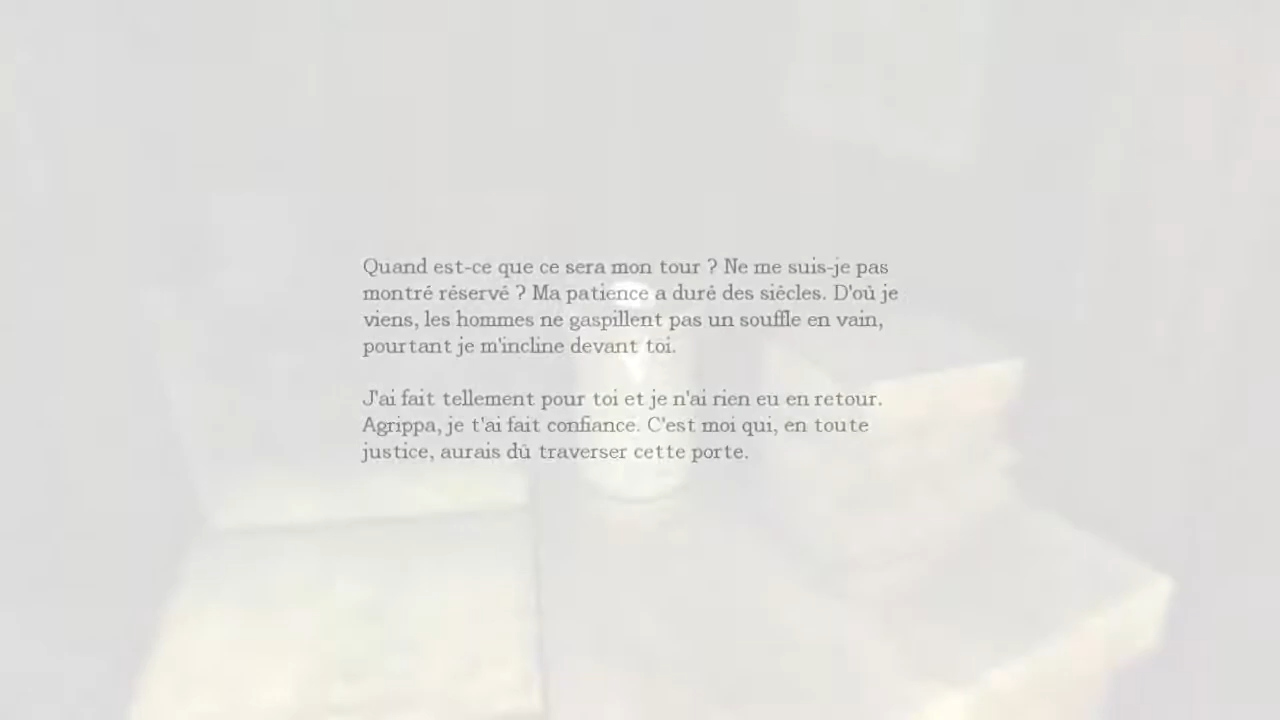 Quand est-ce que ce sera mon tour ? Ne me suis-je pas
montré réservé ? Ma patience a duré des siècles. D'où je
viens, les hommes ne gaspillent pas un souffle en vain,
pourtant je m'incline devant toi.
J'ai fait tellement pour toi et je n'ai rien eu en retour.
Agrippa, je t'ai fait confiance. C'est moi qui, en toute
justice, aurais dû traverser cette porte.